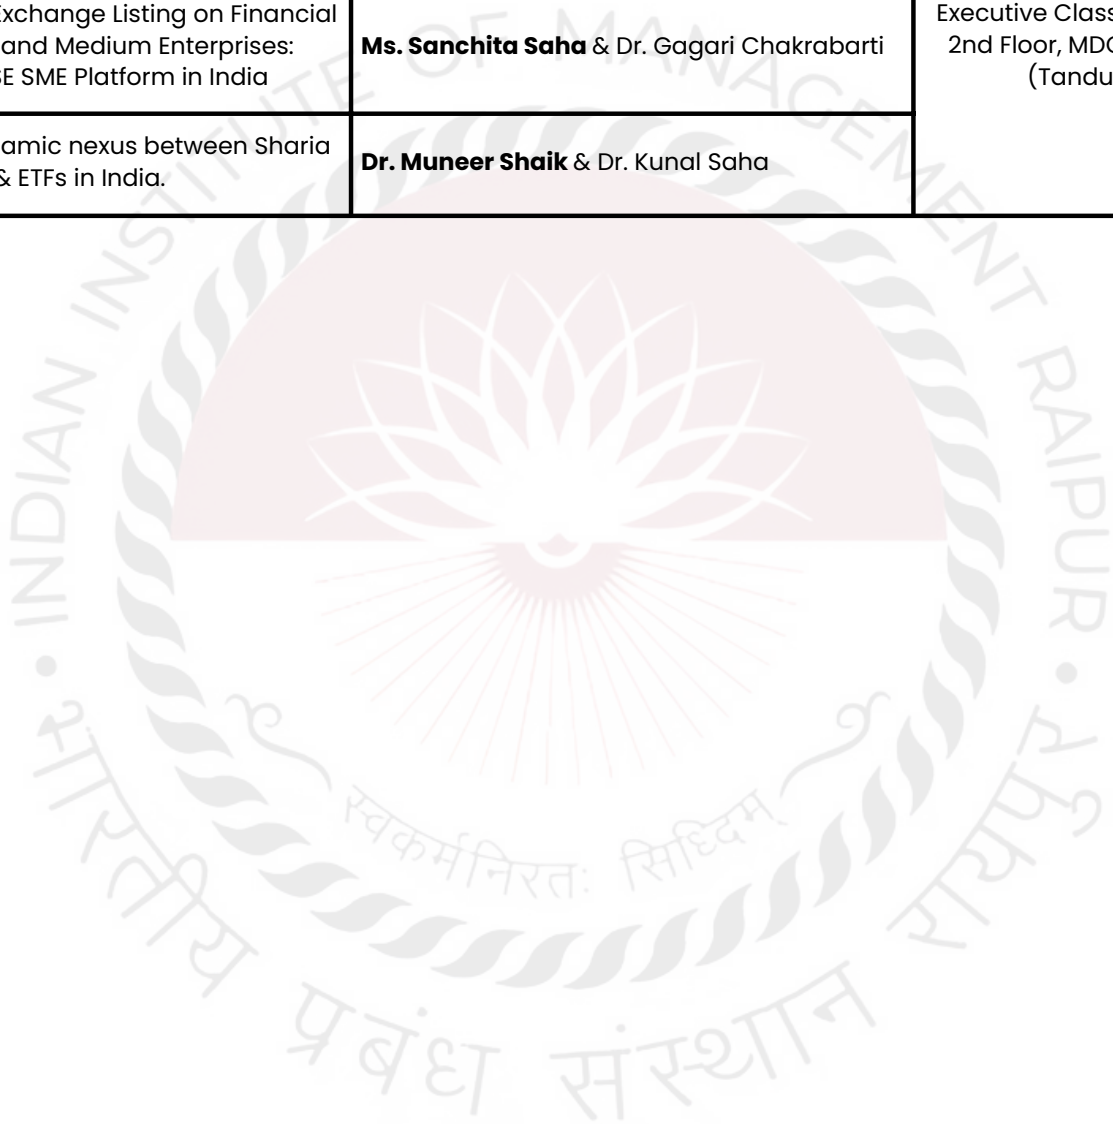 xchange Listing on Financial
and Medium Enterprises:
E SME Platform in India
Ms. Sanchita Saha & Dr. Gagari Chakrabarti
Executive Class
2nd Floor, MDC
(Tandu
amic nexus between Sharia
& ETFs in India.
Dr. Muneer Shaik & Dr. Kunal Saha
INDIAN INSTITUTE OF MANAGEMENT RAIPUR
स्वकर्मनिरतः सिध्दिम्
भारतीय प्रबंध संस्थान रायपुर